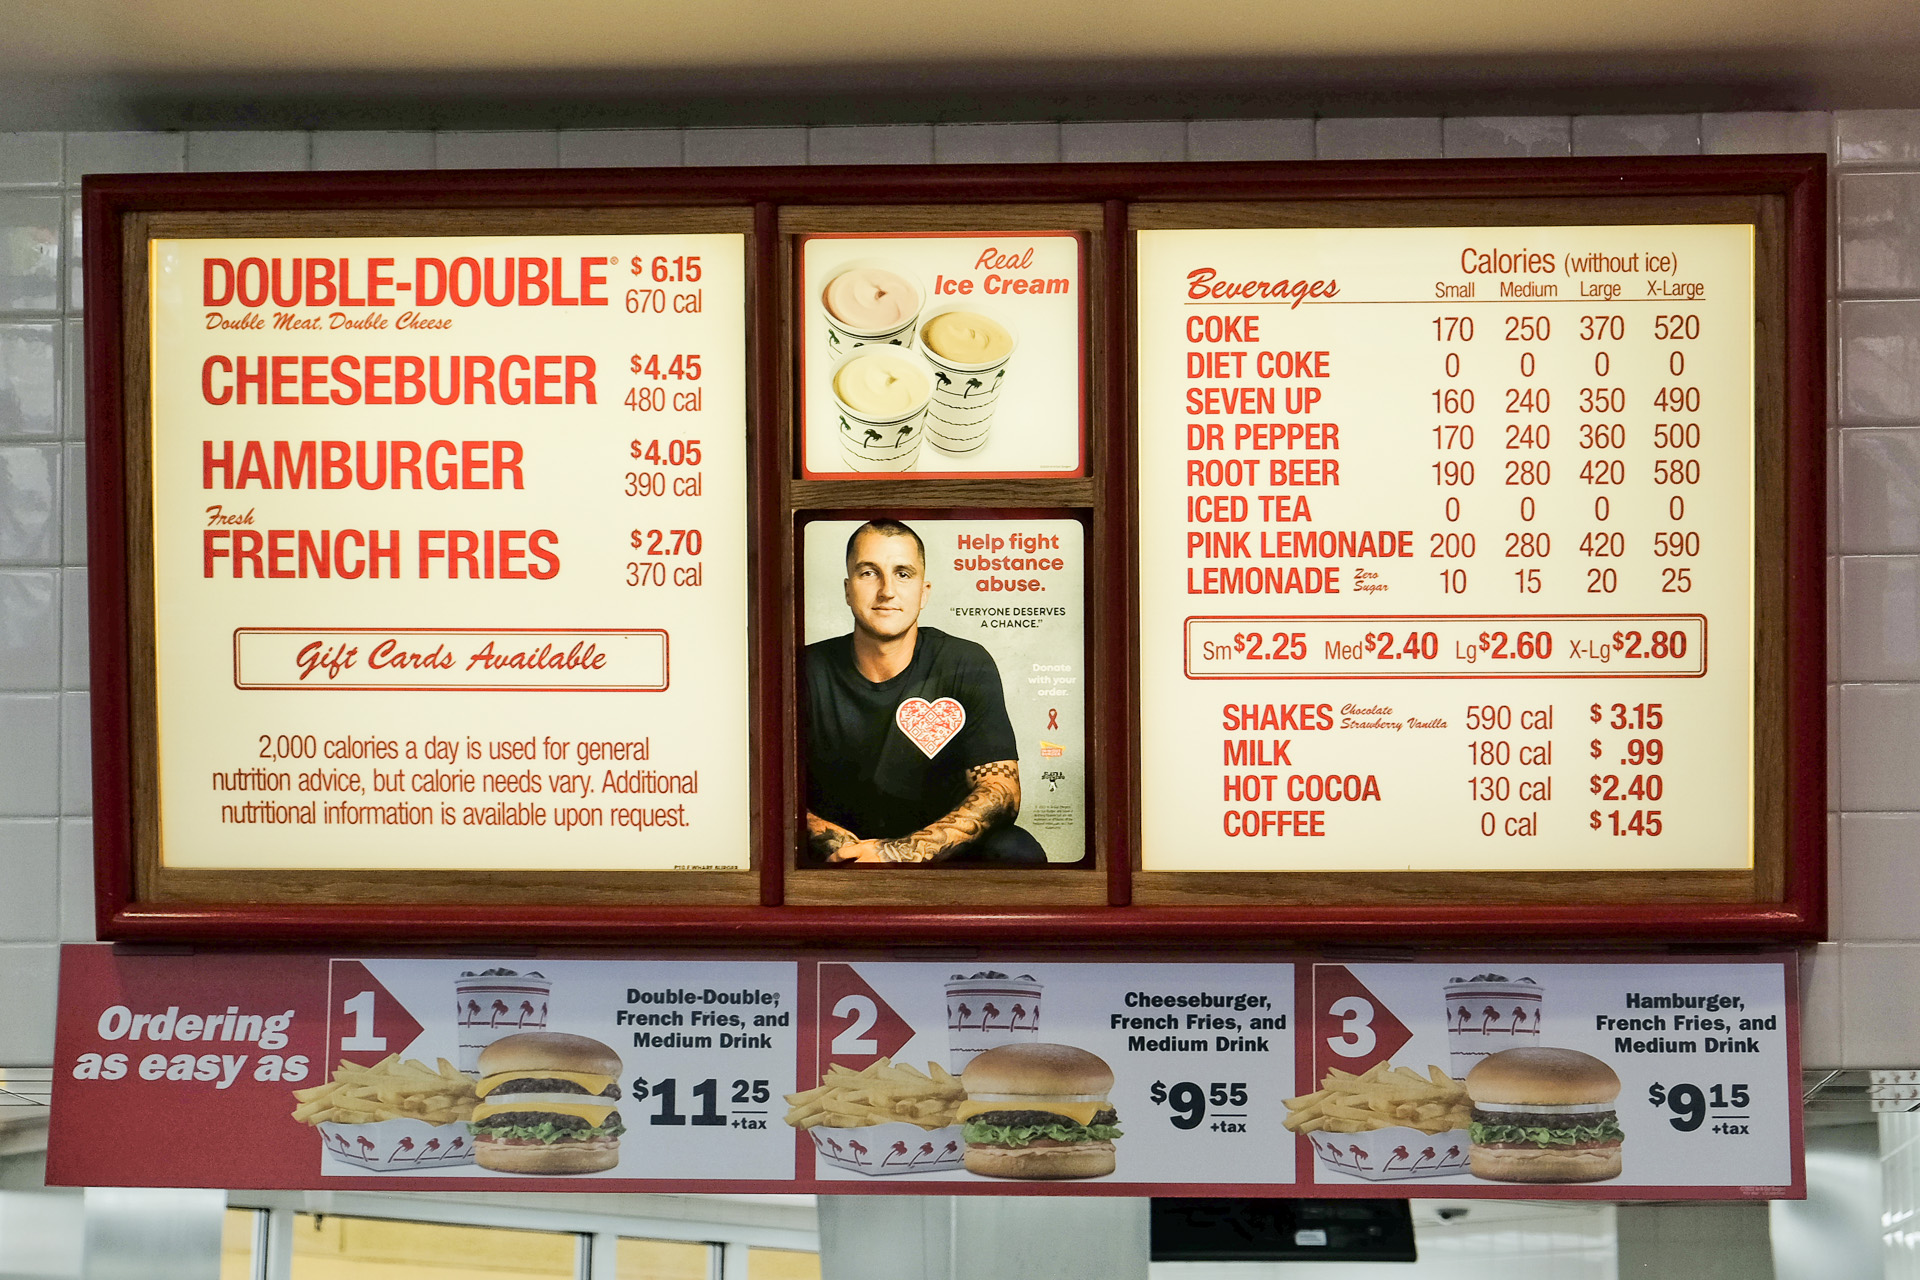 DOUBLE-DOUBLE® $6.15
Double Meat, Double Cheese 670 cal
CHEESEBURGER $4.45
480 cal
HAMBURGER $4.05
390 cal
Fresh
FRENCH FRIES $2.70
370 cal
Gift Cards Available
2,000 calories a day is used for general
nutrition advice, but calorie needs vary. Additional
nutritional information is available upon request.
Real
Ice Cream
Help fight
substance
abuse.
"EVERYONE DESERVES
A CHANCE."
Donate
with your
order.
Calories (without ice)
Beverages Small Medium Large X-Large
COKE 170 250 370 520
DIET COKE 0 0 0 0
SEVEN UP 160 240 350 490
DR PEPPER 170 240 360 500
ROOT BEER 190 280 420 580
ICED TEA 0 0 0 0
PINK LEMONADE 200 280 420 590
LEMONADE Zero Sugar 10 15 20 25
Sm $2.25 Med $2.40 Lg $2.60 X-Lg $2.80
SHAKES Chocolate Strawberry Vanilla 590 cal $3.15
MILK 180 cal $.99
HOT COCOA 130 cal $2.40
COFFEE 0 cal $1.45
Ordering
as easy as
1
Double-Double®,
French Fries, and
Medium Drink
$11 25
+tax
2
Cheeseburger,
French Fries, and
Medium Drink
$9 55
+tax
3
Hamburger,
French Fries, and
Medium Drink
$9 15
+tax